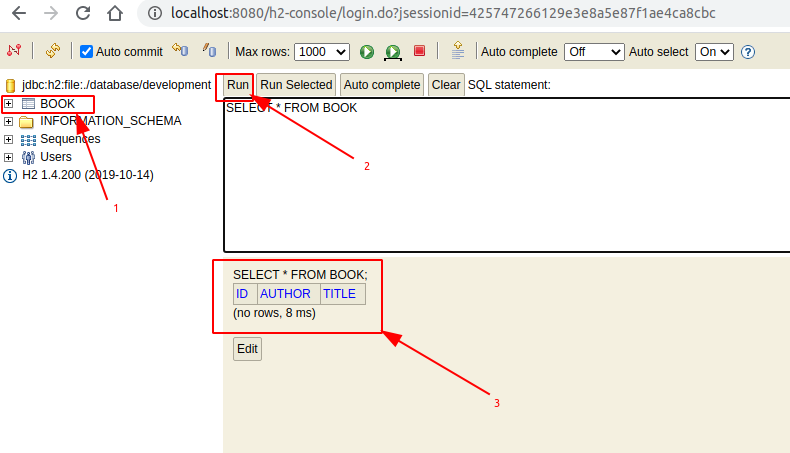 localhost:8080/h2-console/login.do?jsessionid=425747266129e3e8a5e87f1ae4ca8cbc
Auto commit Max rows: 1000 Auto complete Off Auto select On
jdbc:h2:file:./database/development
BOOK
INFORMATION_SCHEMA
Sequences
Users
H2 1.4.200 (2019-10-14)
1
Run Run Selected Auto complete Clear SQL statement:
SELECT * FROM BOOK
2
SELECT * FROM BOOK;
ID AUTHOR TITLE
(no rows, 8 ms)
Edit
3